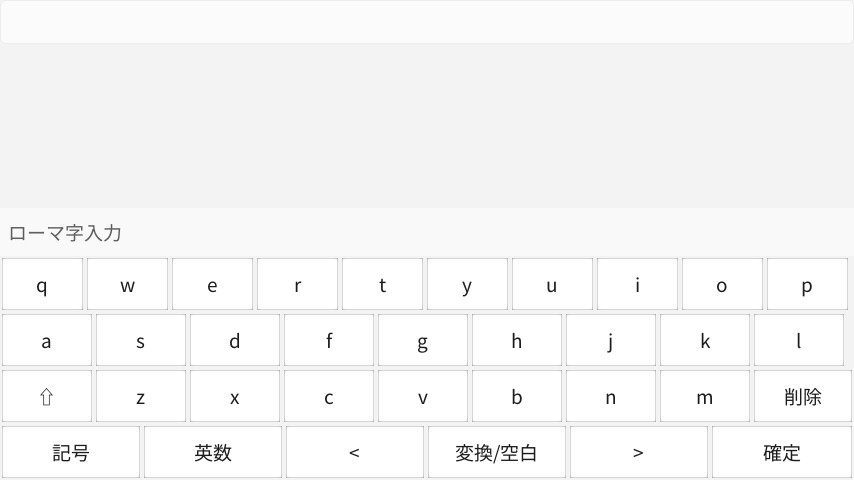 ローマ字入力
q w e r t y u i o p
a s d f g h j k l
⇧ z x c v b n m 削除
記号 英数 < 変換/空白 > 確定